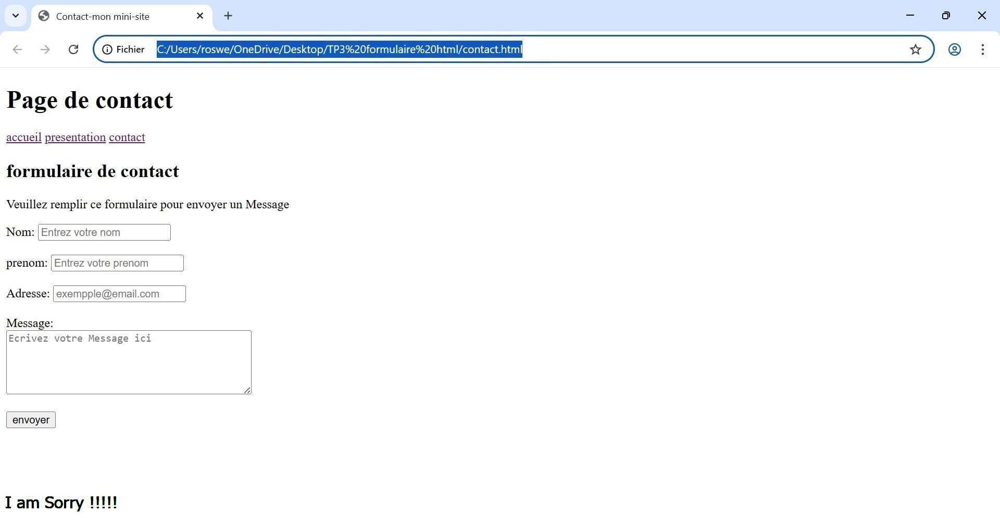 Contact-mon mini-site
Fichier C:/Users/roswe/OneDrive/Desktop/TP3%20formulaire%20html/contact.html
Page de contact
accueil presentation contact
formulaire de contact
Veuillez remplir ce formulaire pour envoyer un Message
Nom: Entrez votre nom
prenom: Entrez votre prenom
Adresse: exempple@email.com
Message:
Ecrivez votre Message ici
envoyer
I am Sorry !!!!!